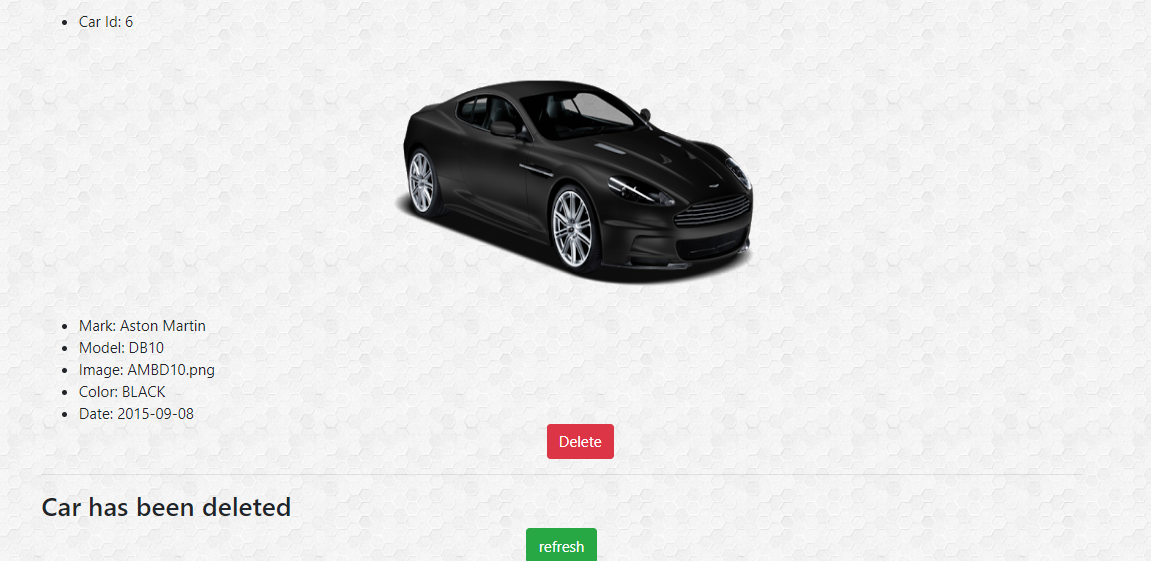 Car Id: 6
Mark: Aston Martin
Model: DB10
Image: AMBD10.png
Color: BLACK
Date: 2015-09-08
Delete
Car has been deleted
refresh